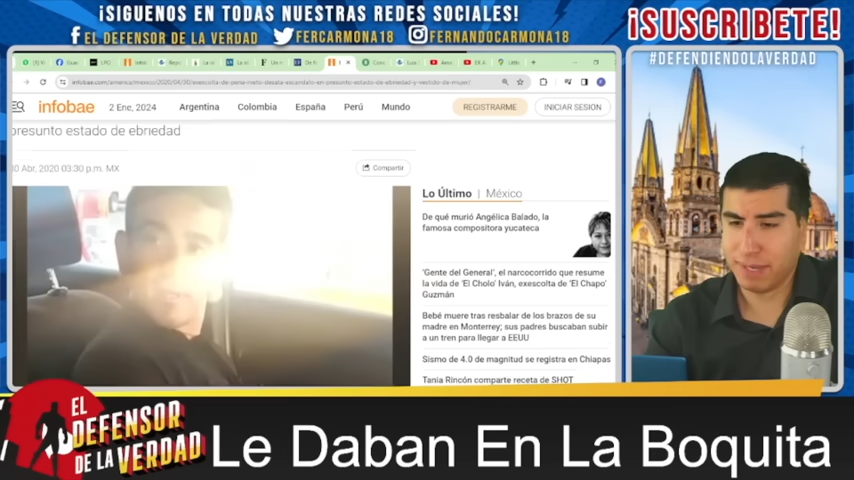 ¡SIGUENOS EN TODAS NUESTRAS REDES SOCIALES!
EL DEFENSOR DE LA VERDAD
FERCARMONA18
FERNANDOCARMONA18
¡SUSCRIBETE!
#DEFENDIENDOLAVERDAD
infobae
2 Ene, 2024
Argentina
Colombia
España
Perú
Mundo
REGISTRARME
INICIAR SESION
presunto estado de ebriedad
0 Abr, 2020 03:30 p.m. MX
Compartir
Lo Último | México
De qué murió Angélica Balado, la
famosa compositora yucateca
'Gente del General', el narcocorrido que resume
la vida de 'El Cholo' Iván, exescolta de 'El Chapo'
Guzmán
Bebé muere tras resbalar de los brazos de su
madre en Monterrey; sus padres buscaban subir
a un tren para llegar a EEUU
Sismo de 4.0 de magnitud se registra en Chiapas
Tania Rincón comparte receta de SHOT
EL
DEFENSOR
DE LA VERDAD
Le Daban En La Boquita